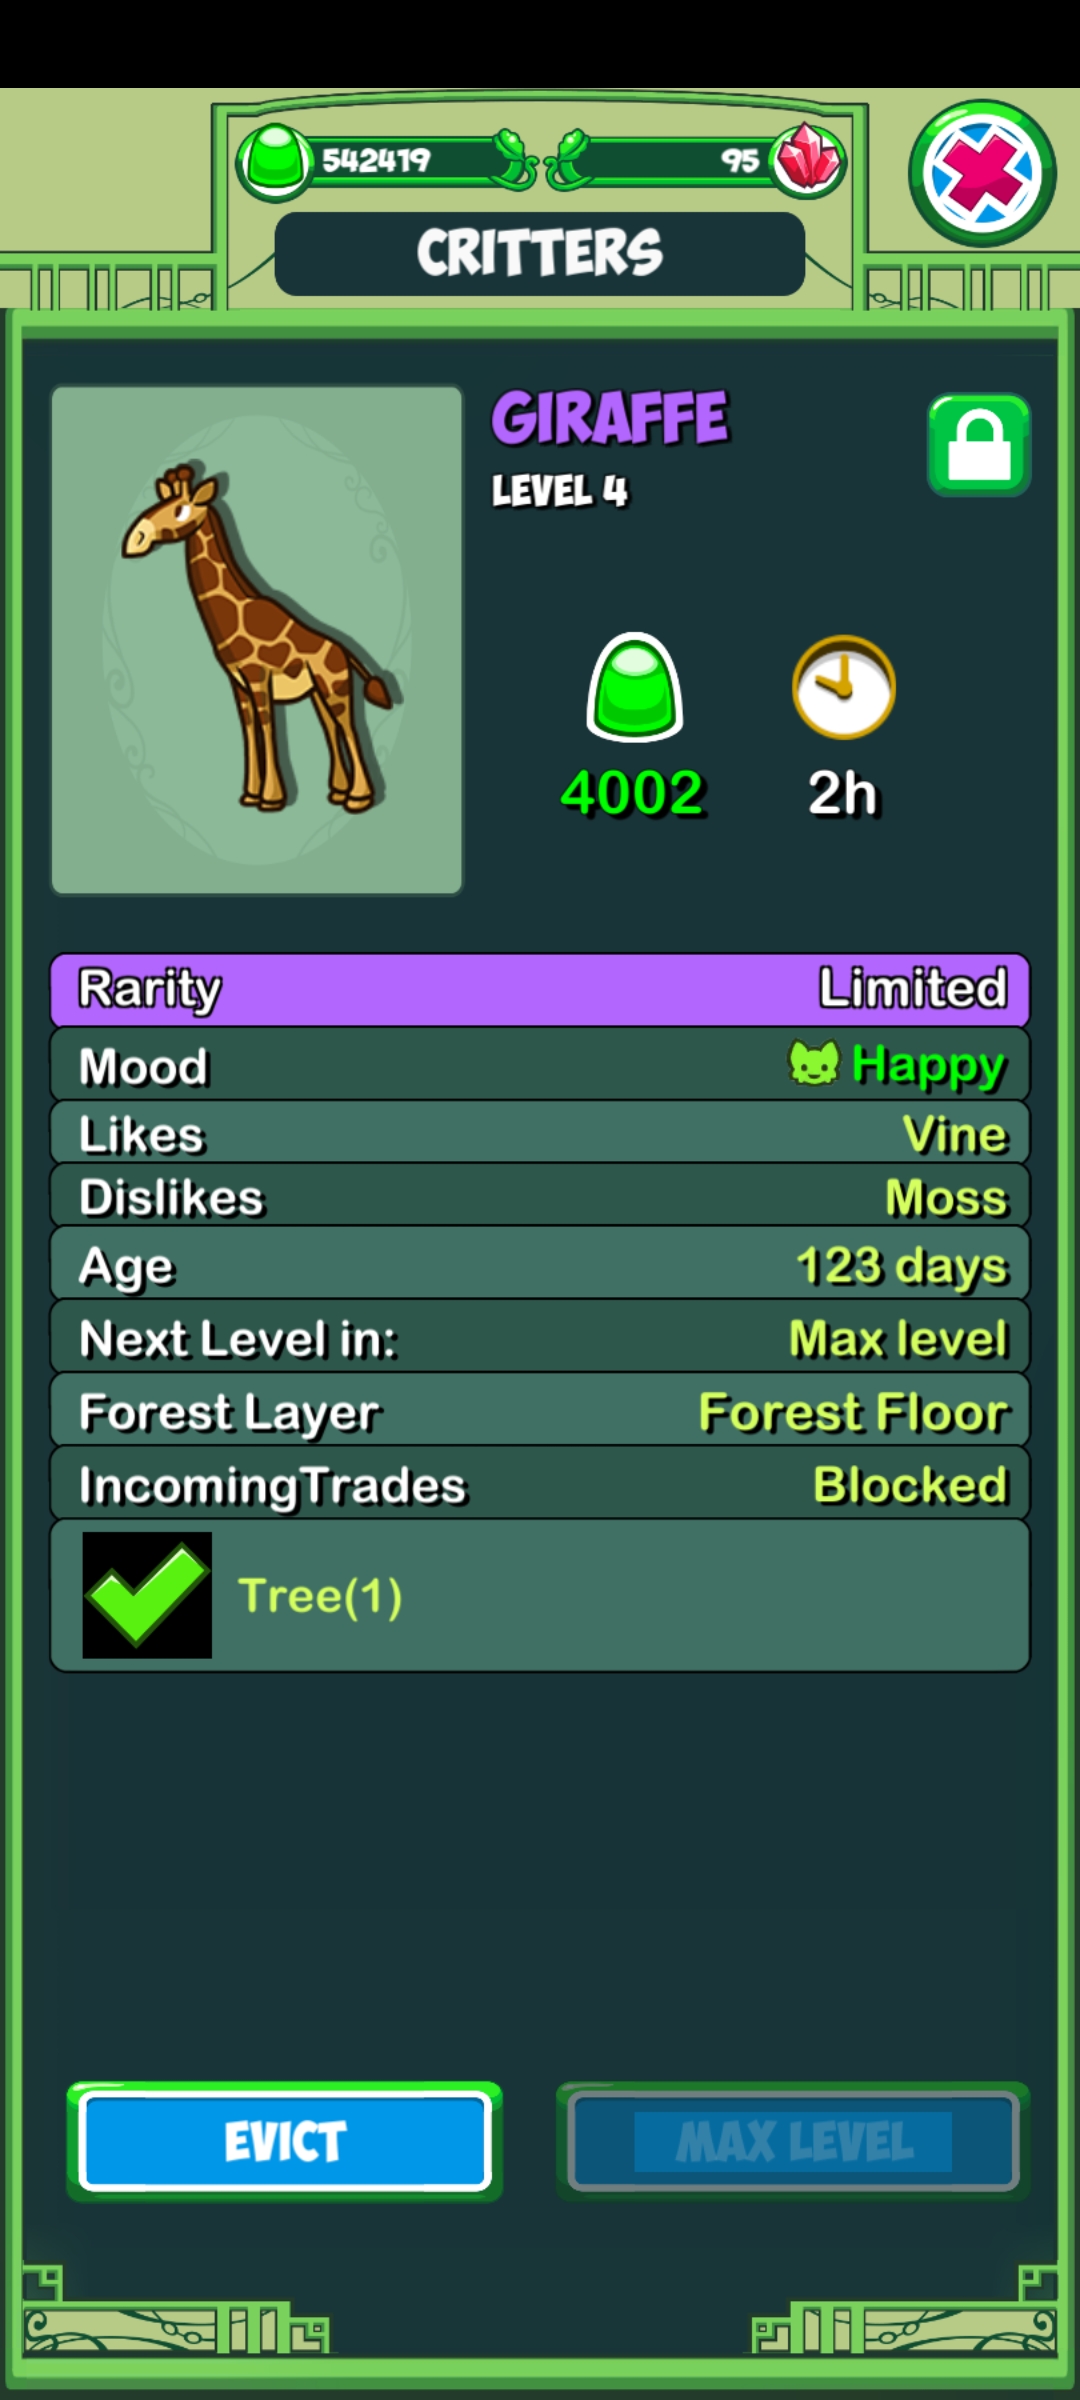 542419
95
CRITTERS
GIRAFFE
LEVEL 4
4002
2h
Rarity Limited
Mood Happy
Likes Vine
Dislikes Moss
Age 123 days
Next Level in: Max level
Forest Layer Forest Floor
IncomingTrades Blocked
Tree(1)
EVICT
MAX LEVEL